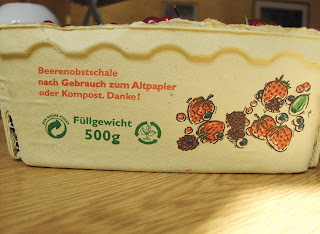 Beerenobstschale
nach Gebrauch zum Altpapier
oder Kompost. Danke!
Füllgewicht
500g